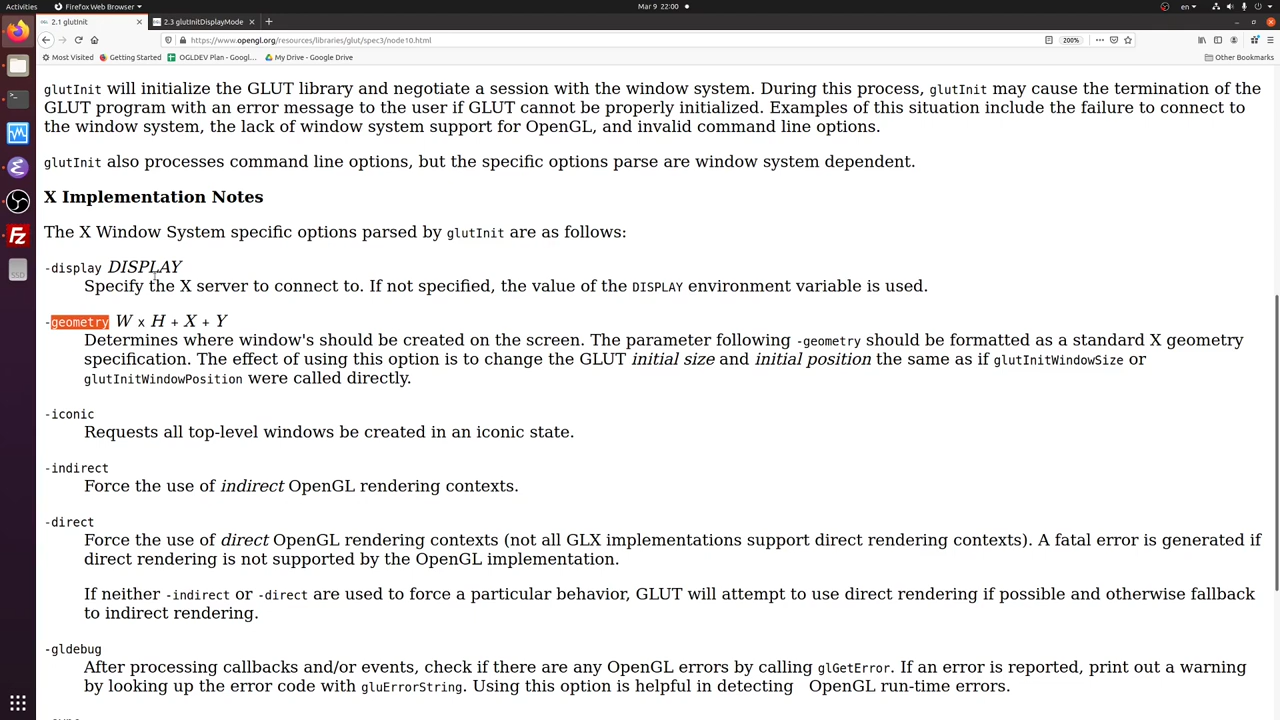 Activities
Firefox Web Browser
Mar 9 22:00
en
2.1 glutInit
2.3 glutInitDisplayMode
https://www.opengl.org/resources/libraries/glut/spec3/node10.html
200%
Most Visited Getting Started OGLDEV Plan - Googl... My Drive - Google Drive Other Bookmarks
glutInit will initialize the GLUT library and negotiate a session with the window system. During this process, glutInit may cause the termination of the
GLUT program with an error message to the user if GLUT cannot be properly initialized. Examples of this situation include the failure to connect to
the window system, the lack of window system support for OpenGL, and invalid command line options.
glutInit also processes command line options, but the specific options parse are window system dependent.
X Implementation Notes
The X Window System specific options parsed by glutInit are as follows:
-display DISPLAY
Specify the X server to connect to. If not specified, the value of the DISPLAY environment variable is used.
-geometry W x H + X + Y
Determines where window's should be created on the screen. The parameter following -geometry should be formatted as a standard X geometry
specification. The effect of using this option is to change the GLUT initial size and initial position the same as if glutInitWindowSize or
glutInitWindowPosition were called directly.
-iconic
Requests all top-level windows be created in an iconic state.
-indirect
Force the use of indirect OpenGL rendering contexts.
-direct
Force the use of direct OpenGL rendering contexts (not all GLX implementations support direct rendering contexts). A fatal error is generated if
direct rendering is not supported by the OpenGL implementation.
If neither -indirect or -direct are used to force a particular behavior, GLUT will attempt to use direct rendering if possible and otherwise fallback
to indirect rendering.
-gldebug
After processing callbacks and/or events, check if there are any OpenGL errors by calling glGetError. If an error is reported, print out a warning
by looking up the error code with gluErrorString. Using this option is helpful in detecting OpenGL run-time errors.